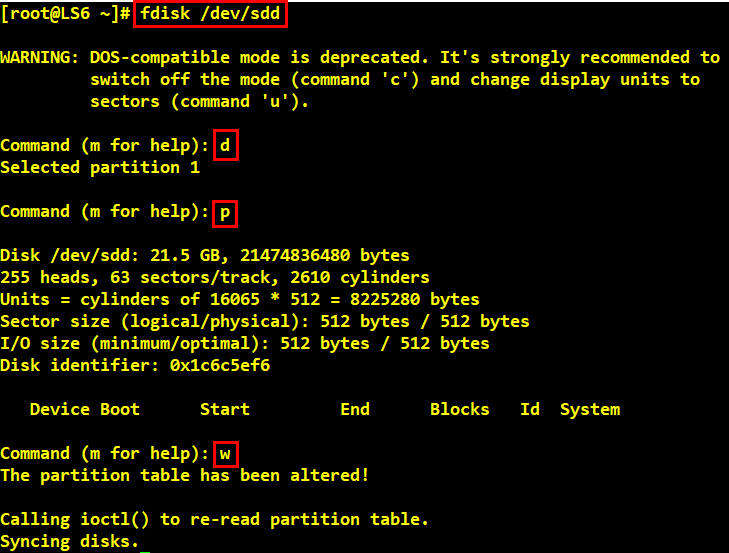 [root@LS6 ~]# fdisk /dev/sdd
WARNING: DOS-compatible mode is deprecated. It's strongly recommended to
switch off the mode (command 'c') and change display units to
sectors (command 'u').
Command (m for help): d
Selected partition 1
Command (m for help): p
Disk /dev/sdd: 21.5 GB, 21474836480 bytes
255 heads, 63 sectors/track, 2610 cylinders
Units = cylinders of 16065 * 512 = 8225280 bytes
Sector size (logical/physical): 512 bytes / 512 bytes
I/O size (minimum/optimal): 512 bytes / 512 bytes
Disk identifier: 0x1c6c5ef6
Device Boot      Start         End      Blocks   Id  System
Command (m for help): w
The partition table has been altered!
Calling ioctl() to re-read partition table.
Syncing disks.